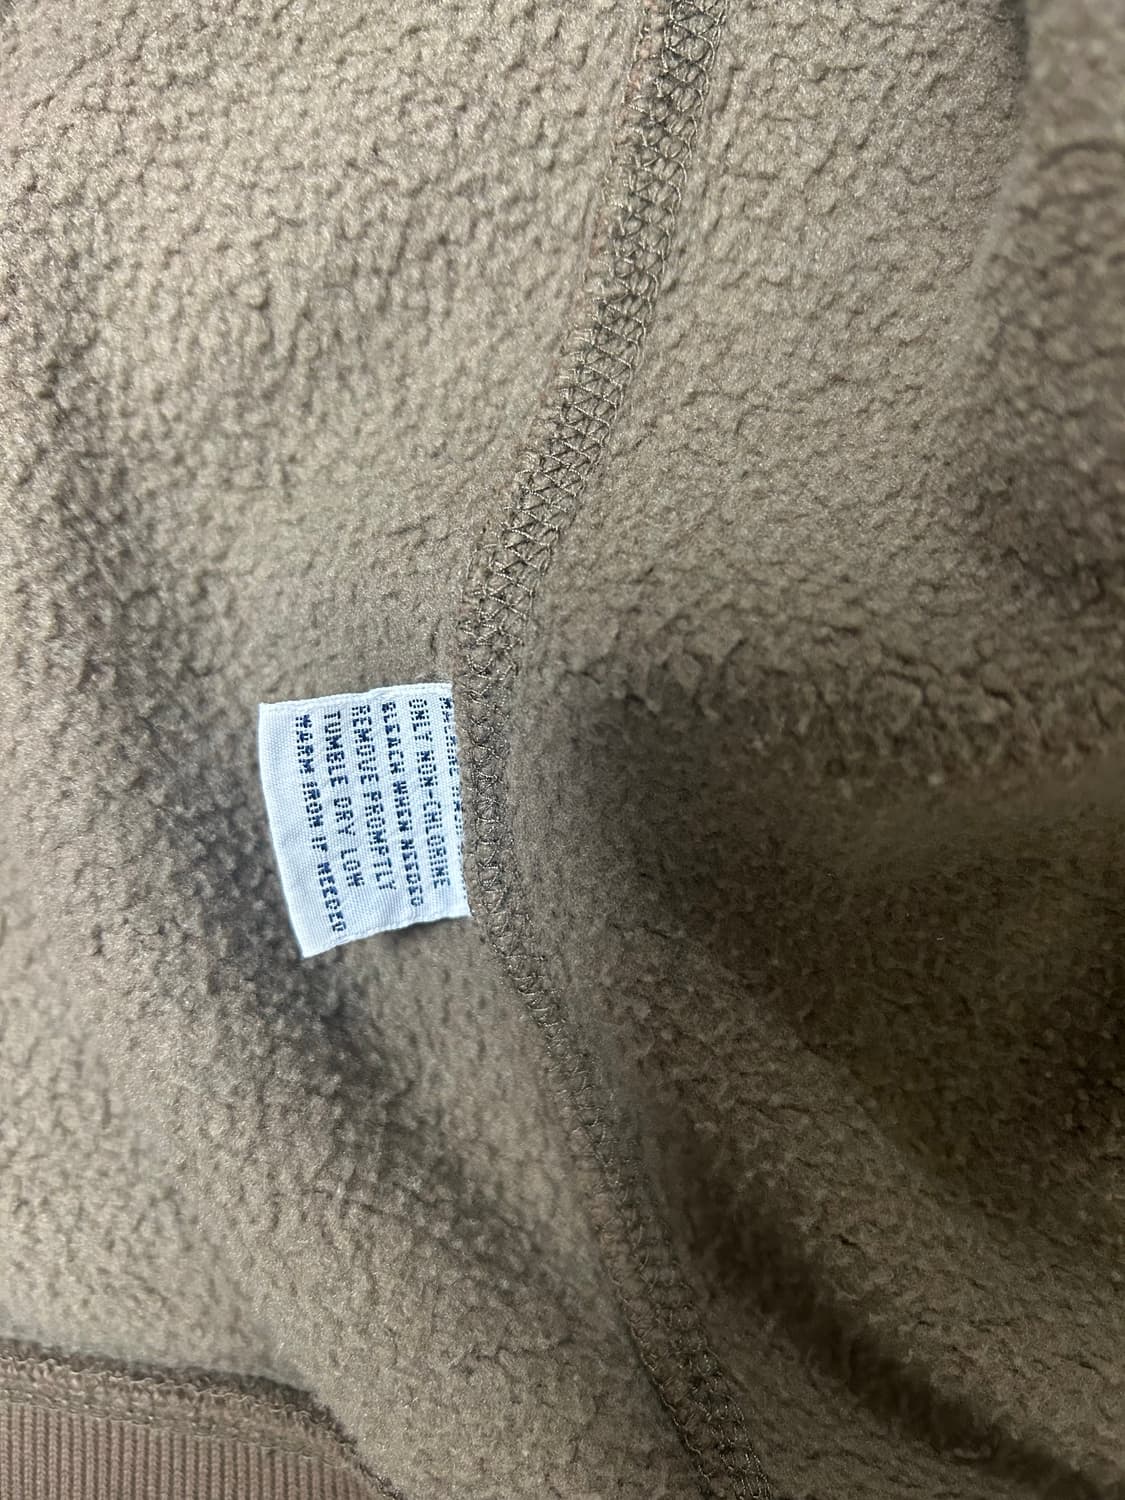 ONLY NON-CHLORINE
BLEACH WHEN NEEDED
REMOVE PROMPTLY
TUMBLE DRY LOW
WARM IRON IF NEEDED